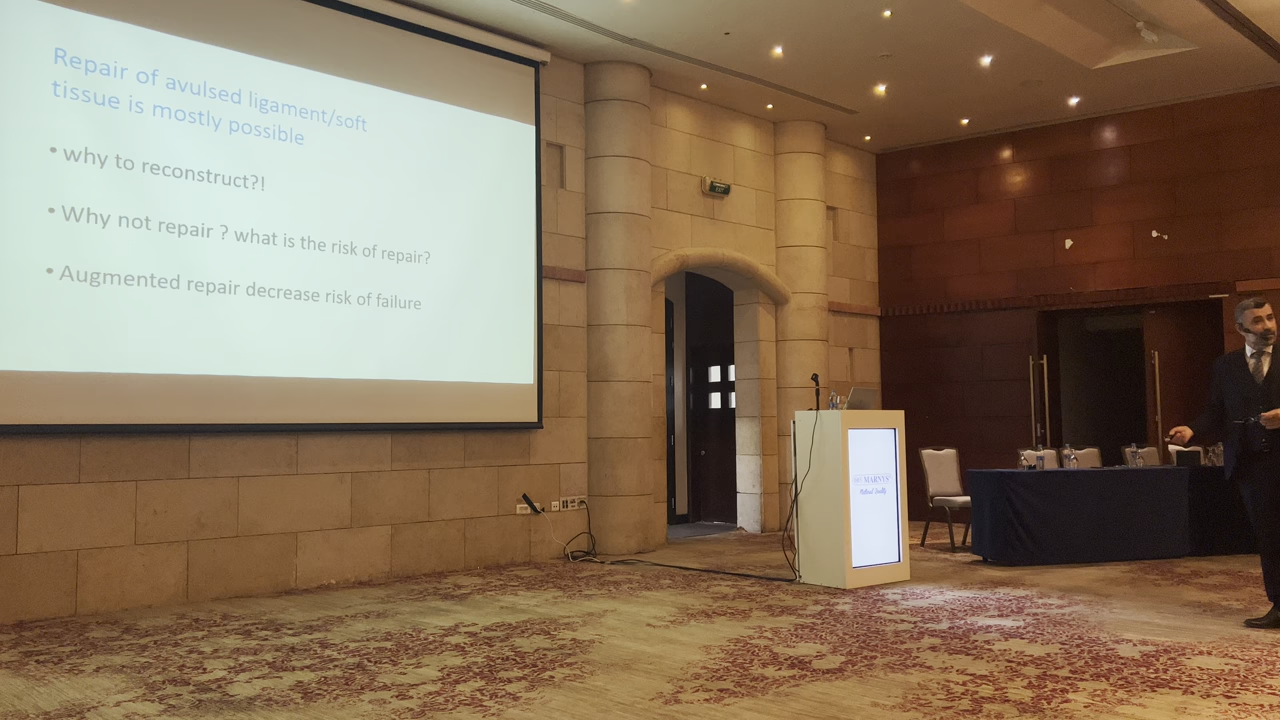 Repair of avulsed ligament/soft
tissue is mostly possible
• why to reconstruct?!
• Why not repair ? what is the risk of repair?
• Augmented repair decrease risk of failure
EXIT
MARNYS